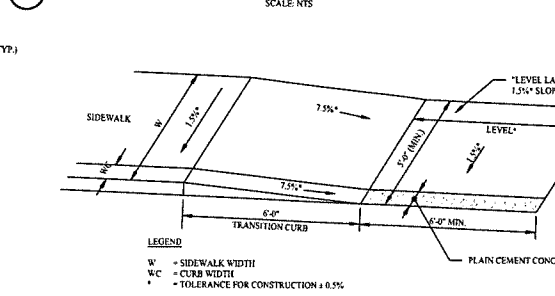 SCALE: NTS
YP.)
"LEVEL LA
1.5%* SLOP
7.5%*
SIDEWALK
W
1.5%*
LEVEL*
5'-0" (MIN.)
1.5%*
WC
7.5%*
6'-0"
TRANSITION CURB
6'-0" MIN.
LEGEND
W = SIDEWALK WIDTH
WC = CURB WIDTH
* = TOLERANCE FOR CONSTRUCTION ± 0.5%
PLAIN CEMENT CONC